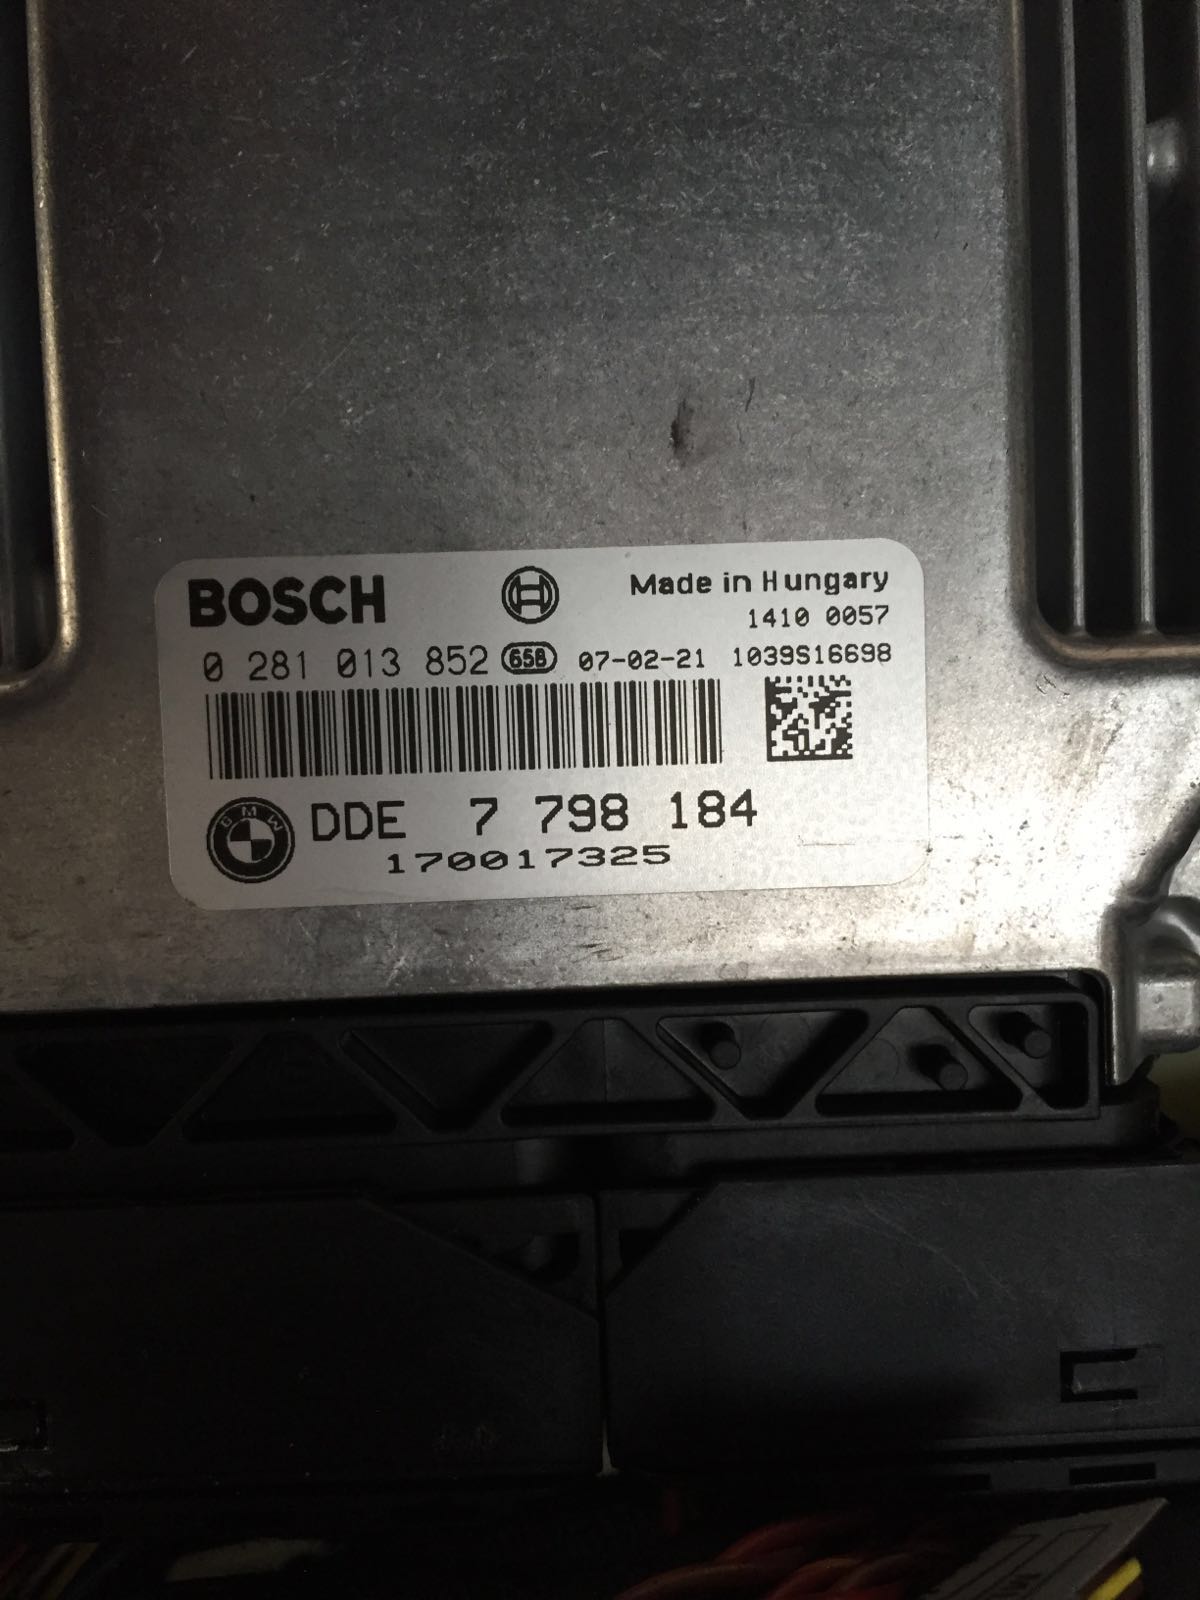 BOSCH Made in Hungary
1410 0057
0 281 013 852 658 07-02-21 1039S16698
BMW DDE 7 798 184
170017325